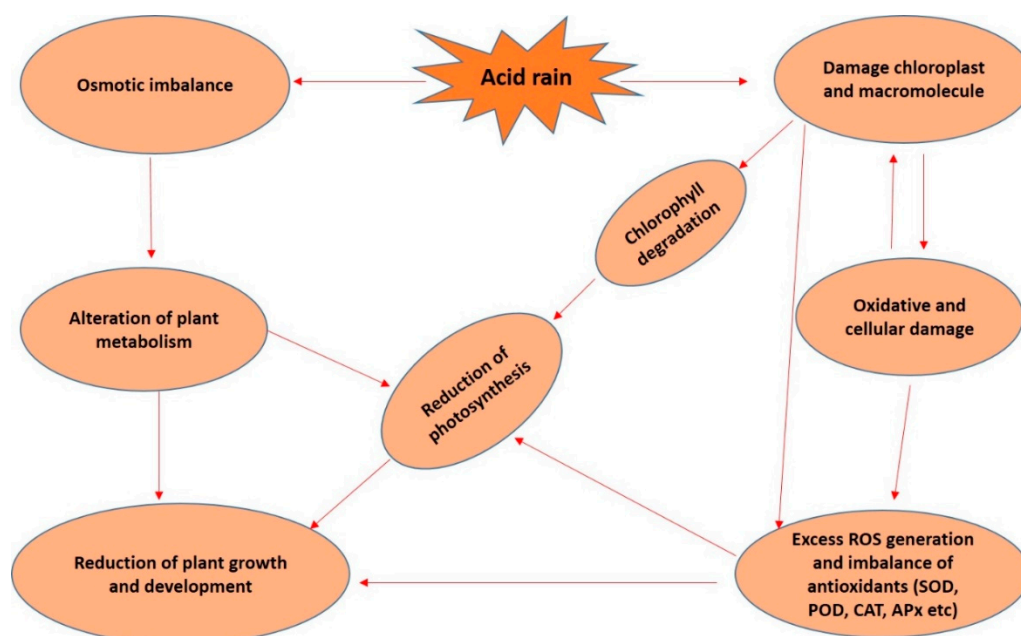 Osmotic imbalance
Acid rain
Damage chloroplast
and macromolecule
Chlorophyll
degradation
Alteration of plant
metabolism
Oxidative and
cellular damage
Reduction of
photosynthesis
Reduction of plant growth
and development
Excess ROS generation
and imbalance of
antioxidants (SOD,
POD, CAT, APx etc)